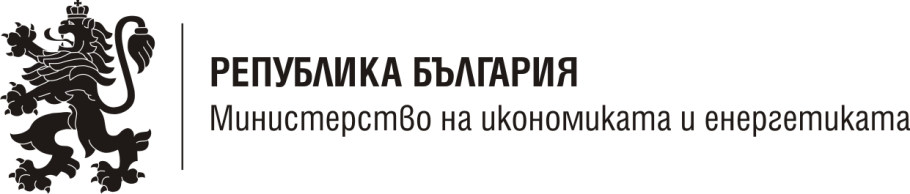 РЕПУБЛИКА БЪЛГАРИЯ
Министерство на икономиката и енергетиката